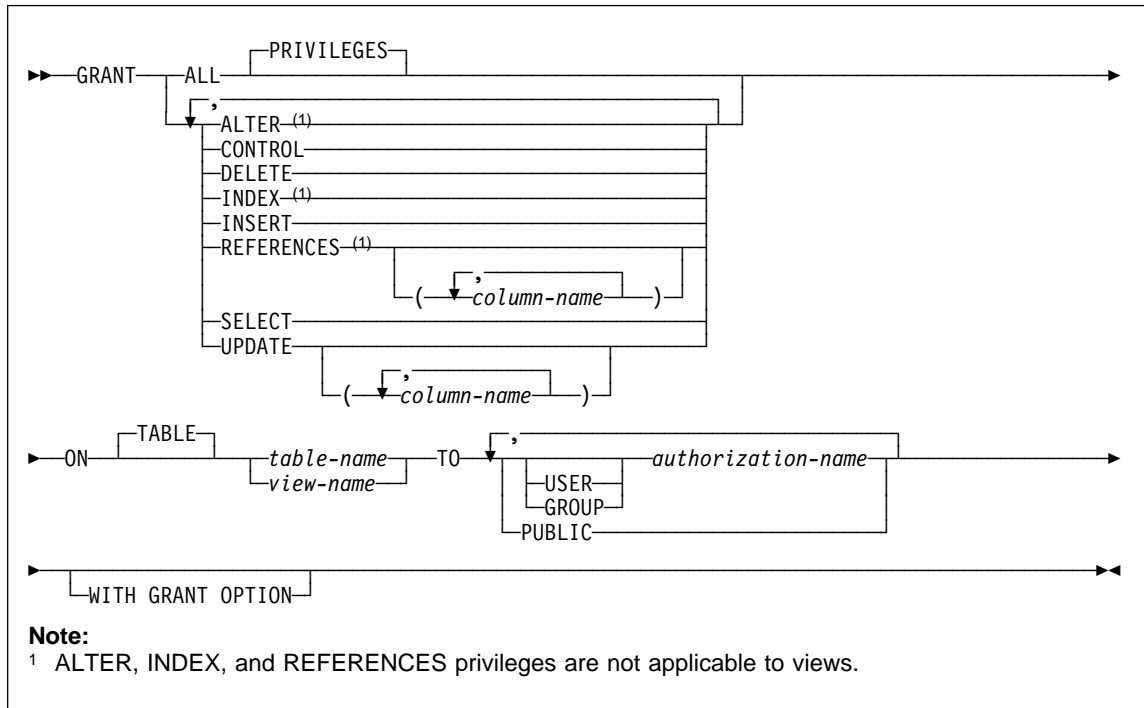 PRIVILEGES
GRANT ALL
,
ALTER (1)
CONTROL
DELETE
INDEX (1)
INSERT
REFERENCES (1)
,
( column-name )
SELECT
UPDATE
,
( column-name )
TABLE ,
ON table-name TO authorization-name
view-name USER
GROUP
PUBLIC
WITH GRANT OPTION
Note:
1 ALTER, INDEX, and REFERENCES privileges are not applicable to views.